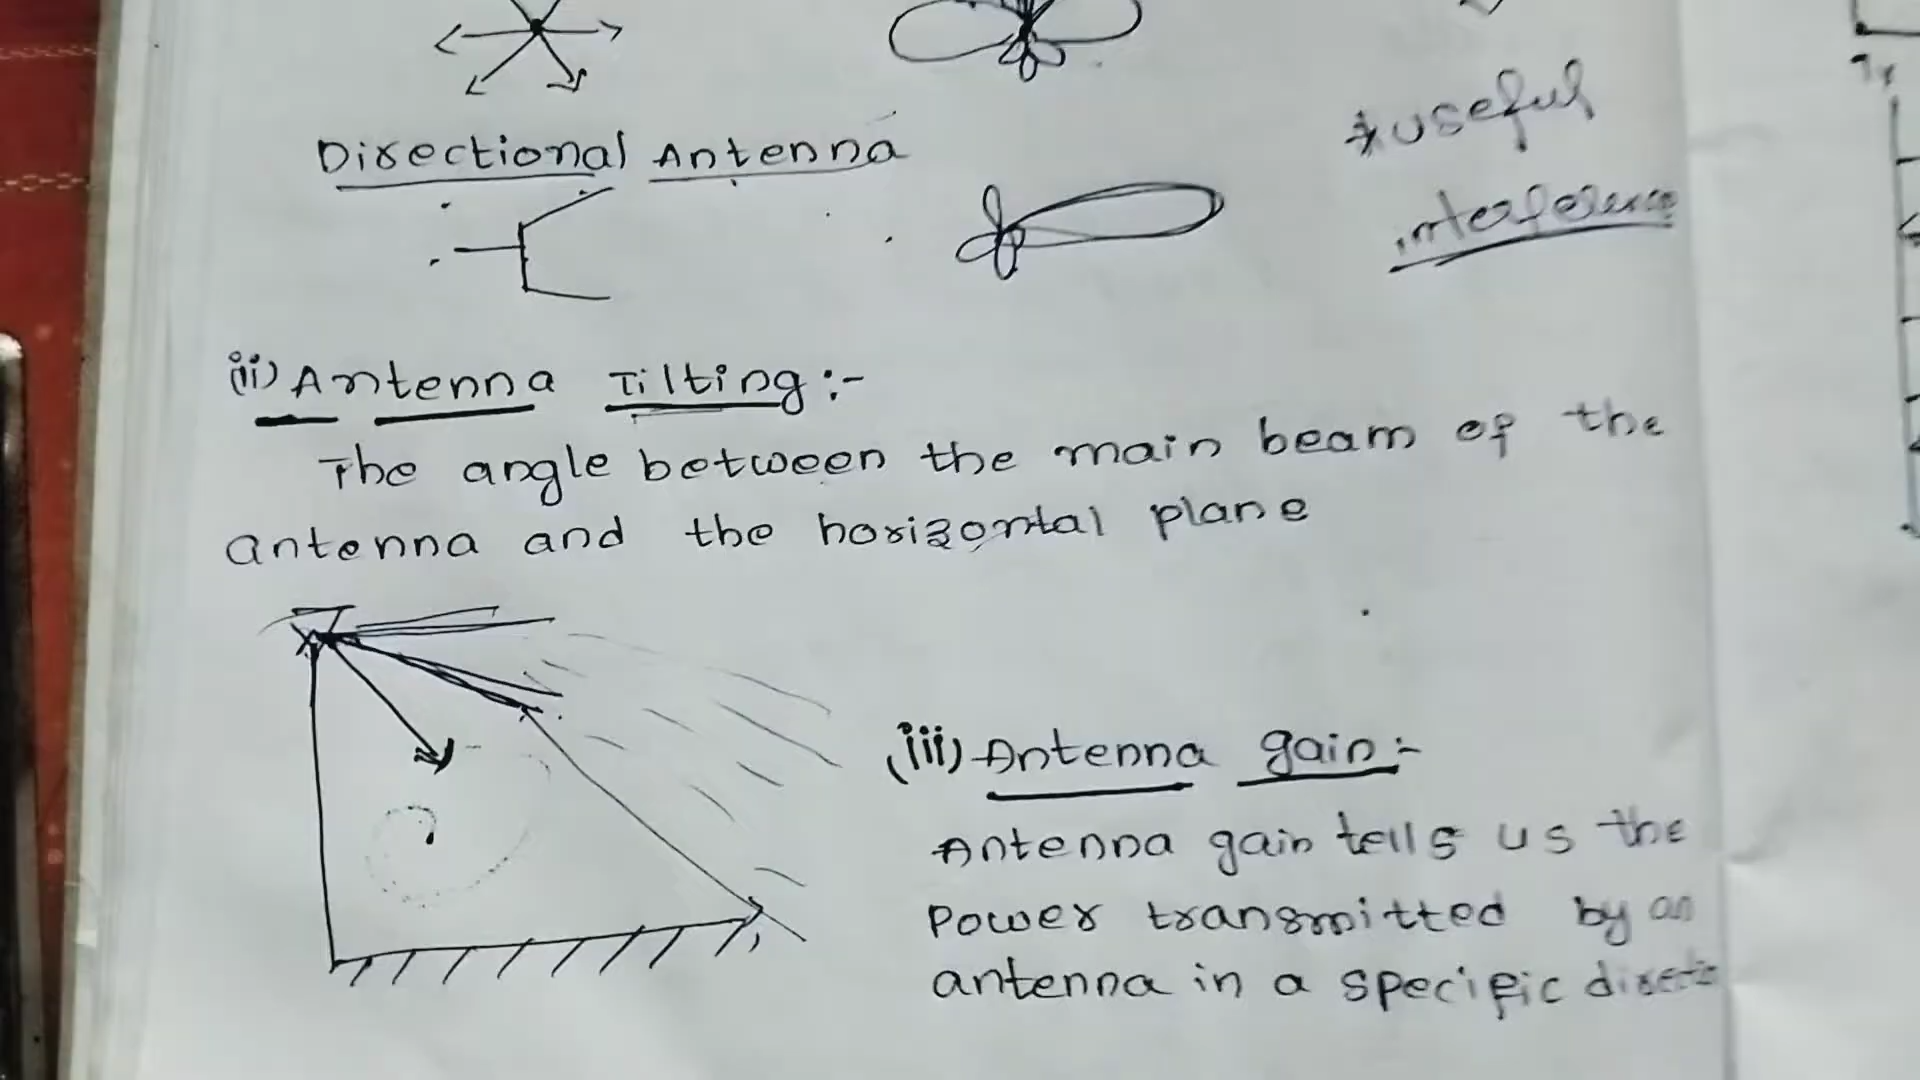 Directional Antenna
*useful
interference
(ii) Antenna Tilting :-
The angle between the main beam of the
antenna and the horizontal plane
(iii) Antenna gain :-
Antenna gain tells us the
Power transmitted by an
antenna in a specific